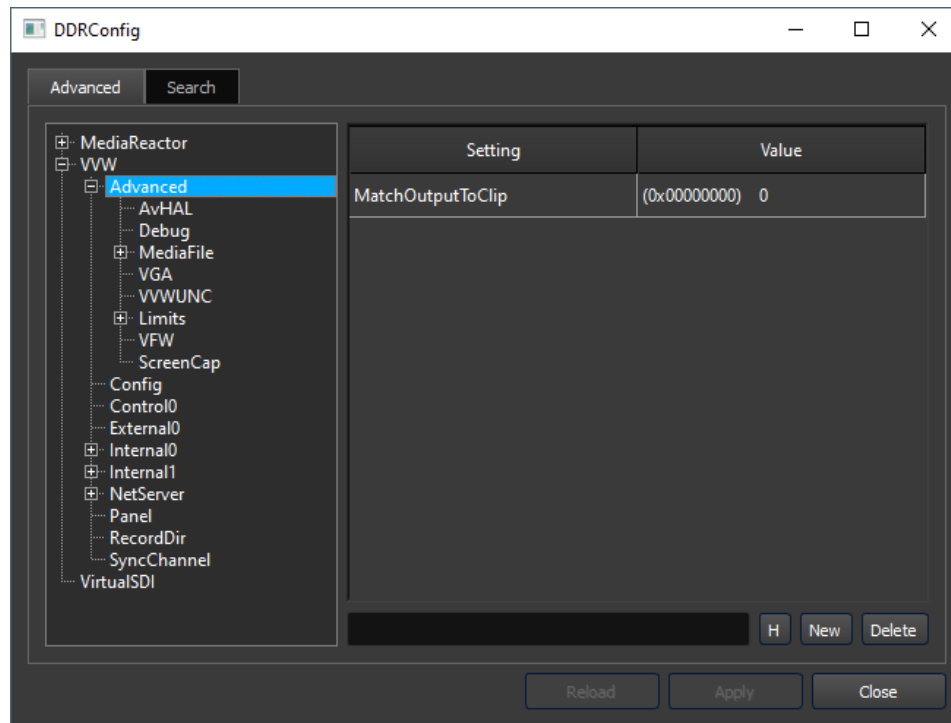 DDRConfig
Advanced Search
MediaReactor
VVW
Advanced
AvHAL
Debug
MediaFile
VGA
VVWUNC
Limits
VFW
ScreenCap
Config
Control0
External0
Internal0
Internal1
NetServer
Panel
RecordDir
SyncChannel
VirtualSDI
Setting Value
MatchOutputToClip (0x00000000) 0
H New Delete
Reload Apply Close